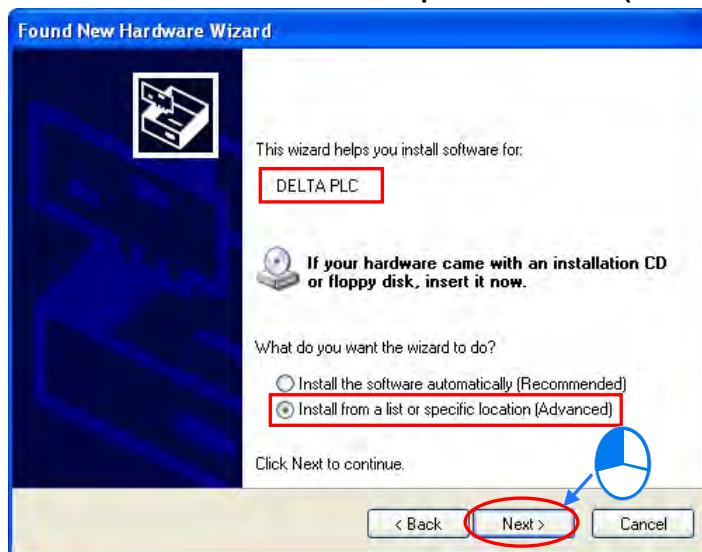 Found New Hardware Wizard
This wizard helps you install software for:
DELTA PLC
If your hardware came with an installation CD
or floppy disk, insert it now.
What do you want the wizard to do?
Install the software automatically (Recommended)
Install from a list or specific location (Advanced)
Click Next to continue.
< Back
Next >
Cancel